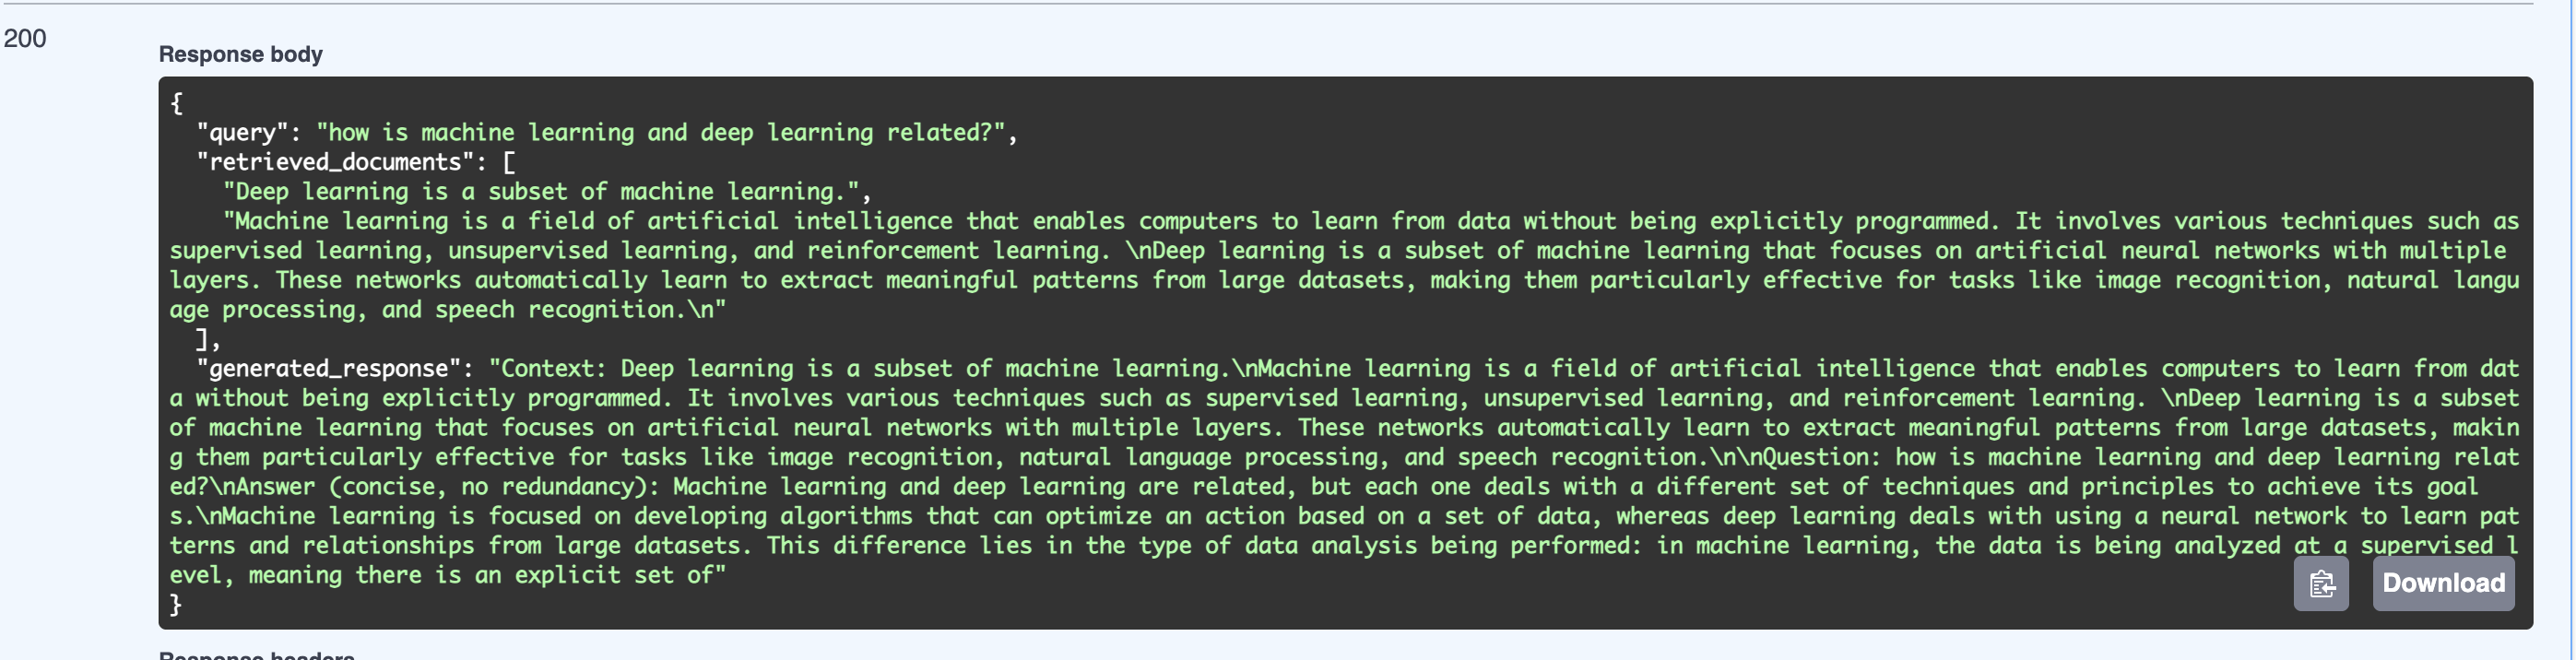 200
Response body
{
"query": "how is machine learning and deep learning related?",
"retrieved_documents": [
"Deep learning is a subset of machine learning.",
"Machine learning is a field of artificial intelligence that enables computers to learn from data without being explicitly programmed. It involves various techniques such as
supervised learning, unsupervised learning, and reinforcement learning. \nDeep learning is a subset of machine learning that focuses on artificial neural networks with multiple
layers. These networks automatically learn to extract meaningful patterns from large datasets, making them particularly effective for tasks like image recognition, natural langu
age processing, and speech recognition.\n"
],
"generated_response": "Context: Deep learning is a subset of machine learning.\nMachine learning is a field of artificial intelligence that enables computers to learn from dat
a without being explicitly programmed. It involves various techniques such as supervised learning, unsupervised learning, and reinforcement learning. \nDeep learning is a subset
of machine learning that focuses on artificial neural networks with multiple layers. These networks automatically learn to extract meaningful patterns from large datasets, makin
g them particularly effective for tasks like image recognition, natural language processing, and speech recognition.\n\nQuestion: how is machine learning and deep learning relat
ed?\nAnswer (concise, no redundancy): Machine learning and deep learning are related, but each one deals with a different set of techniques and principles to achieve its goal
s.\nMachine learning is focused on developing algorithms that can optimize an action based on a set of data, whereas deep learning deals with using a neural network to learn pat
terns and relationships from large datasets. This difference lies in the type of data analysis being performed: in machine learning, the data is being analyzed at a supervised l
evel, meaning there is an explicit set of"
}
Download
Response headers